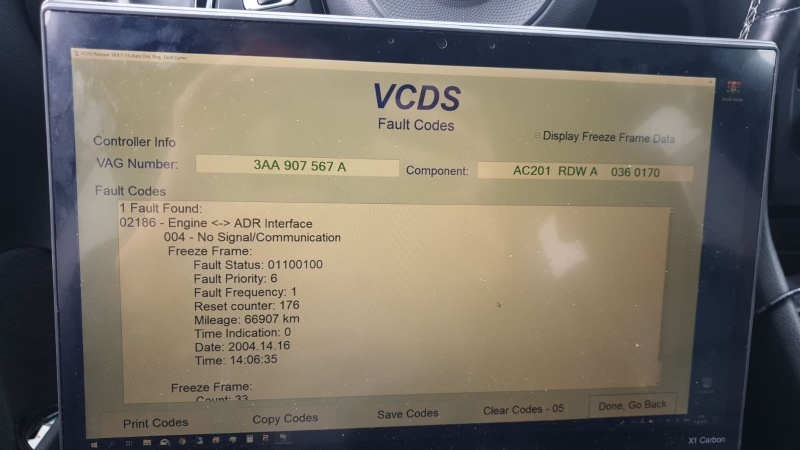 VCDS
Fault Codes
Controller Info
Display Freeze Frame Data
VAG Number: 3AA 907 567 A Component: AC201 RDW A 036 0170
Fault Codes
1 Fault Found:
02186 - Engine <-> ADR Interface
004 - No Signal/Communication
Freeze Frame:
Fault Status: 01100100
Fault Priority: 6
Fault Frequency: 1
Reset counter: 176
Mileage: 66907 km
Time Indication: 0
Date: 2004.14.16
Time: 14:06:35
Freeze Frame:
Count: 33
Print Codes Copy Codes Save Codes Clear Codes - 05 Done, Go Back
X1 Carbon